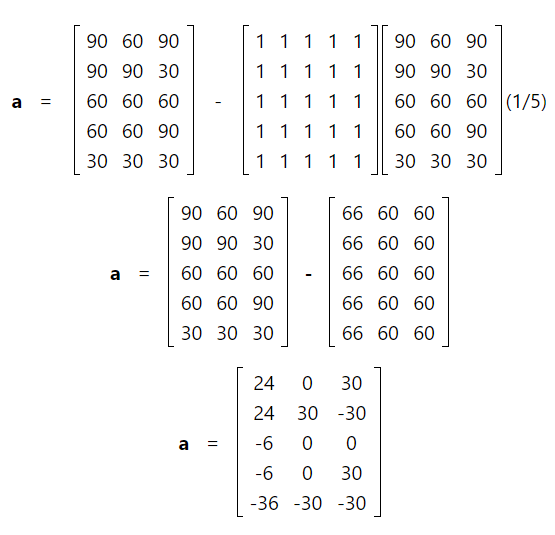 90 60 90 1 1 1 1 1 90 60 90
90 90 30 1 1 1 1 1 90 90 30
a = 60 60 60 - 1 1 1 1 1 60 60 60 (1/5)
60 60 90 1 1 1 1 1 60 60 90
30 30 30 1 1 1 1 1 30 30 30
90 60 90 66 60 60
90 90 30 66 60 60
a = 60 60 60 - 66 60 60
60 60 90 66 60 60
30 30 30 66 60 60
24 0 30
24 30 -30
a = -6 0 0
-6 0 30
-36 -30 -30